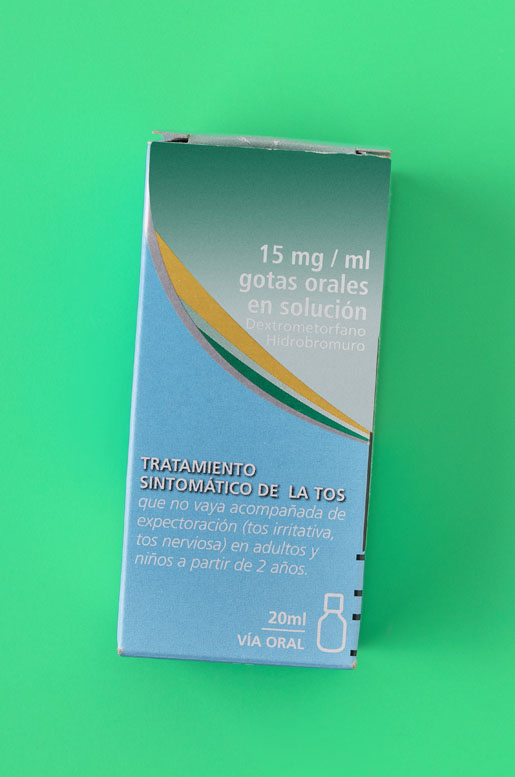 15 mg / ml
gotas orales
en solución
Dextrometorfano
Hidrobromuro
TRATAMIENTO
SINTOMÁTICO DE LA TOS
que no vaya acompañada de
expectoración (tos irritativa,
tos nerviosa) en adultos y
niños a partir de 2 años.
20ml
VÍA ORAL